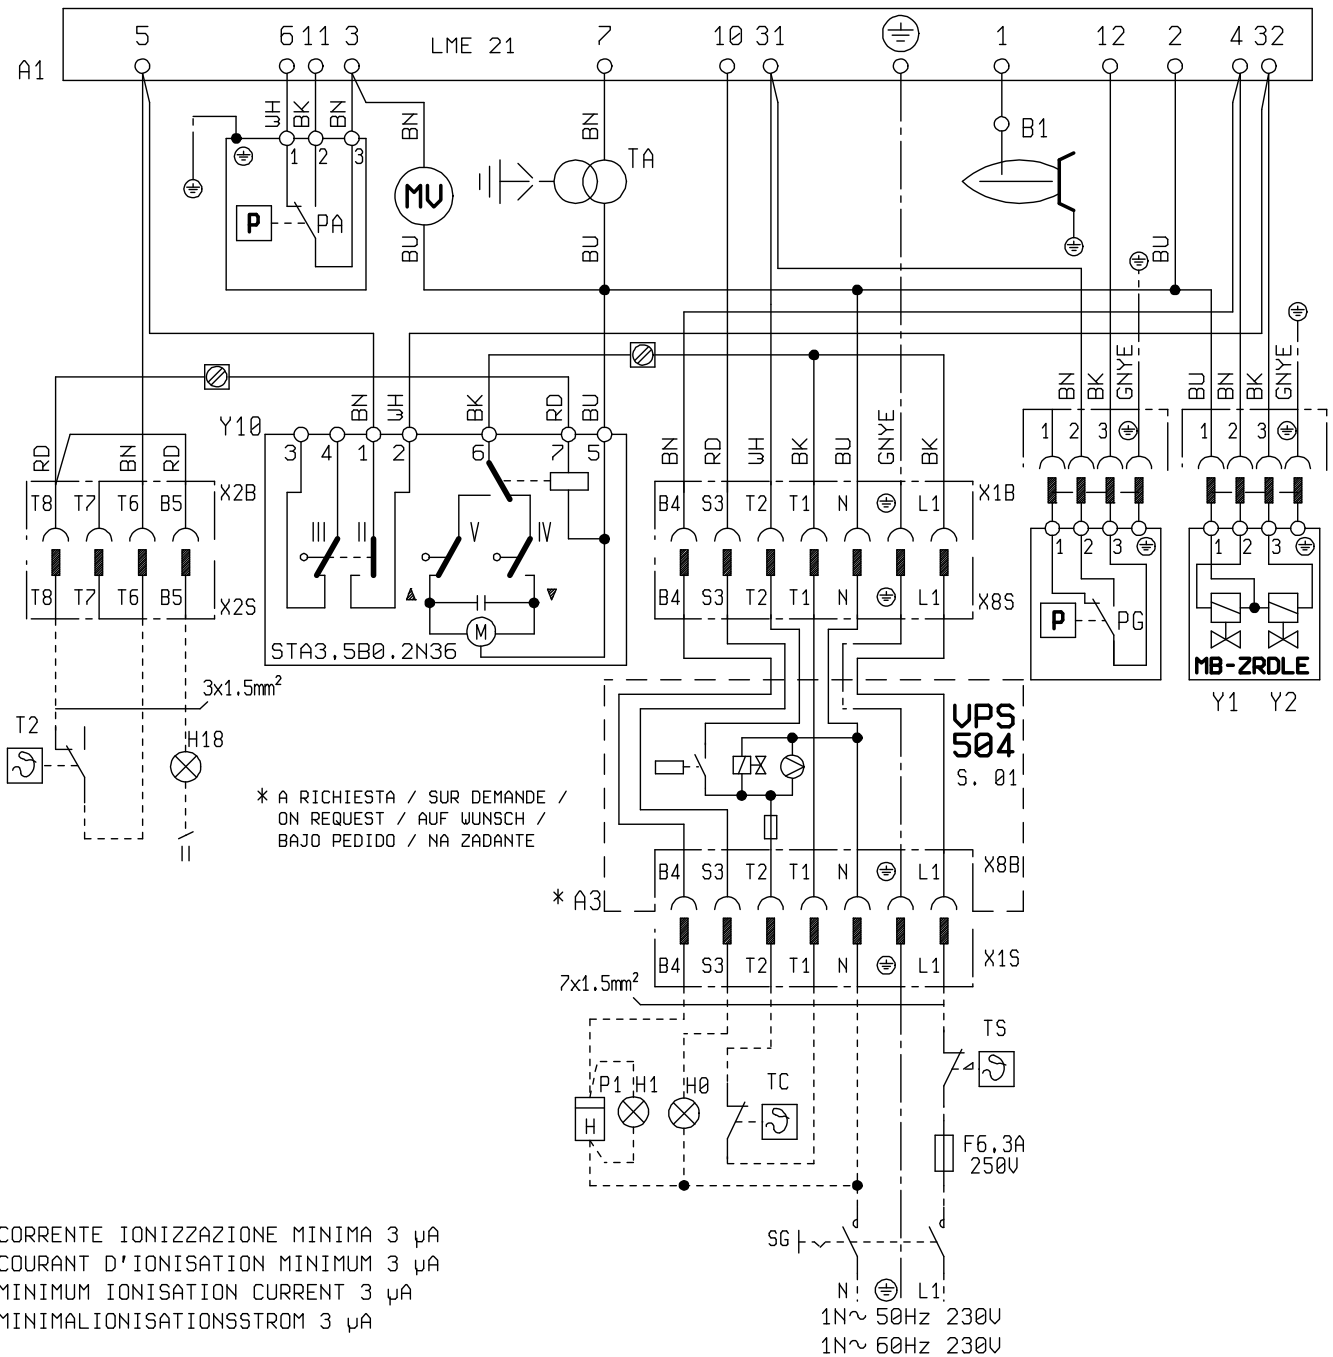 5 6 11 3 LME 21 7 10 31 1 12 2 4 32
A1
WH BK BN BN BN B1
1 2 3 TA
MV
P PA
BU BU BU
BN BK GNYE BU BN BK GNYE
BN WH BK RD BU
Y10
RD BN RD
BN RD WH BK BU GNYE BK
3 4 1 2 6 7 5
1 2 3 1 2 3
T8 T7 T6 B5 X2B
B4 S3 T2 T1 N L1 X1B
III II V IV
1 2 3 1 2 3
T8 T7 T6 B5 X2S
B4 S3 T2 T1 N L1 X8S
M
P PG
STA3.5B0.2N36
MB-ZRDLE
3x1.5mm²
Y1 Y2
T2 H18
VPS
504
S. 01
* A RICHIESTA / SUR DEMANDE /
ON REQUEST / AUF WUNSCH /
BAJO PEDIDO / NA ZADANTE
B4 S3 T2 T1 N L1 X8B
* A3
B4 S3 T2 T1 N L1 X1S
7x1.5mm²
TS
P1 H1 H0 TC
H
F6.3A
250V
SG
CORRENTE IONIZZAZIONE MINIMA 3 µA
COURANT D'IONISATION MINIMUM 3 µA
MINIMUM IONISATION CURRENT 3 µA
MINIMALIONISATIONSSTROM 3 µA
N L1
1N~ 50Hz 230V
1N~ 60Hz 230V